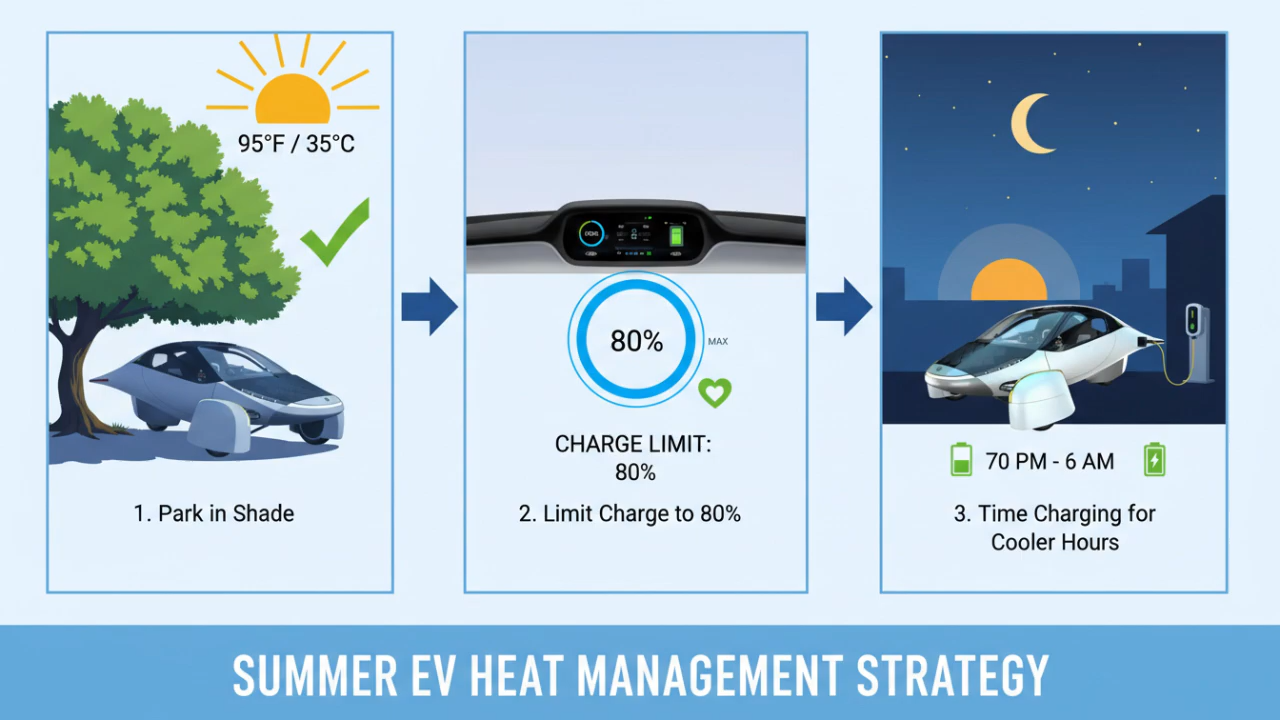 95°F / 35°C
1. Park in Shade
80%
MAX
CHARGE LIMIT:
80%
2. Limit Charge to 80%
70 PM - 6 AM
3. Time Charging for
Cooler Hours
SUMMER EV HEAT MANAGEMENT STRATEGY